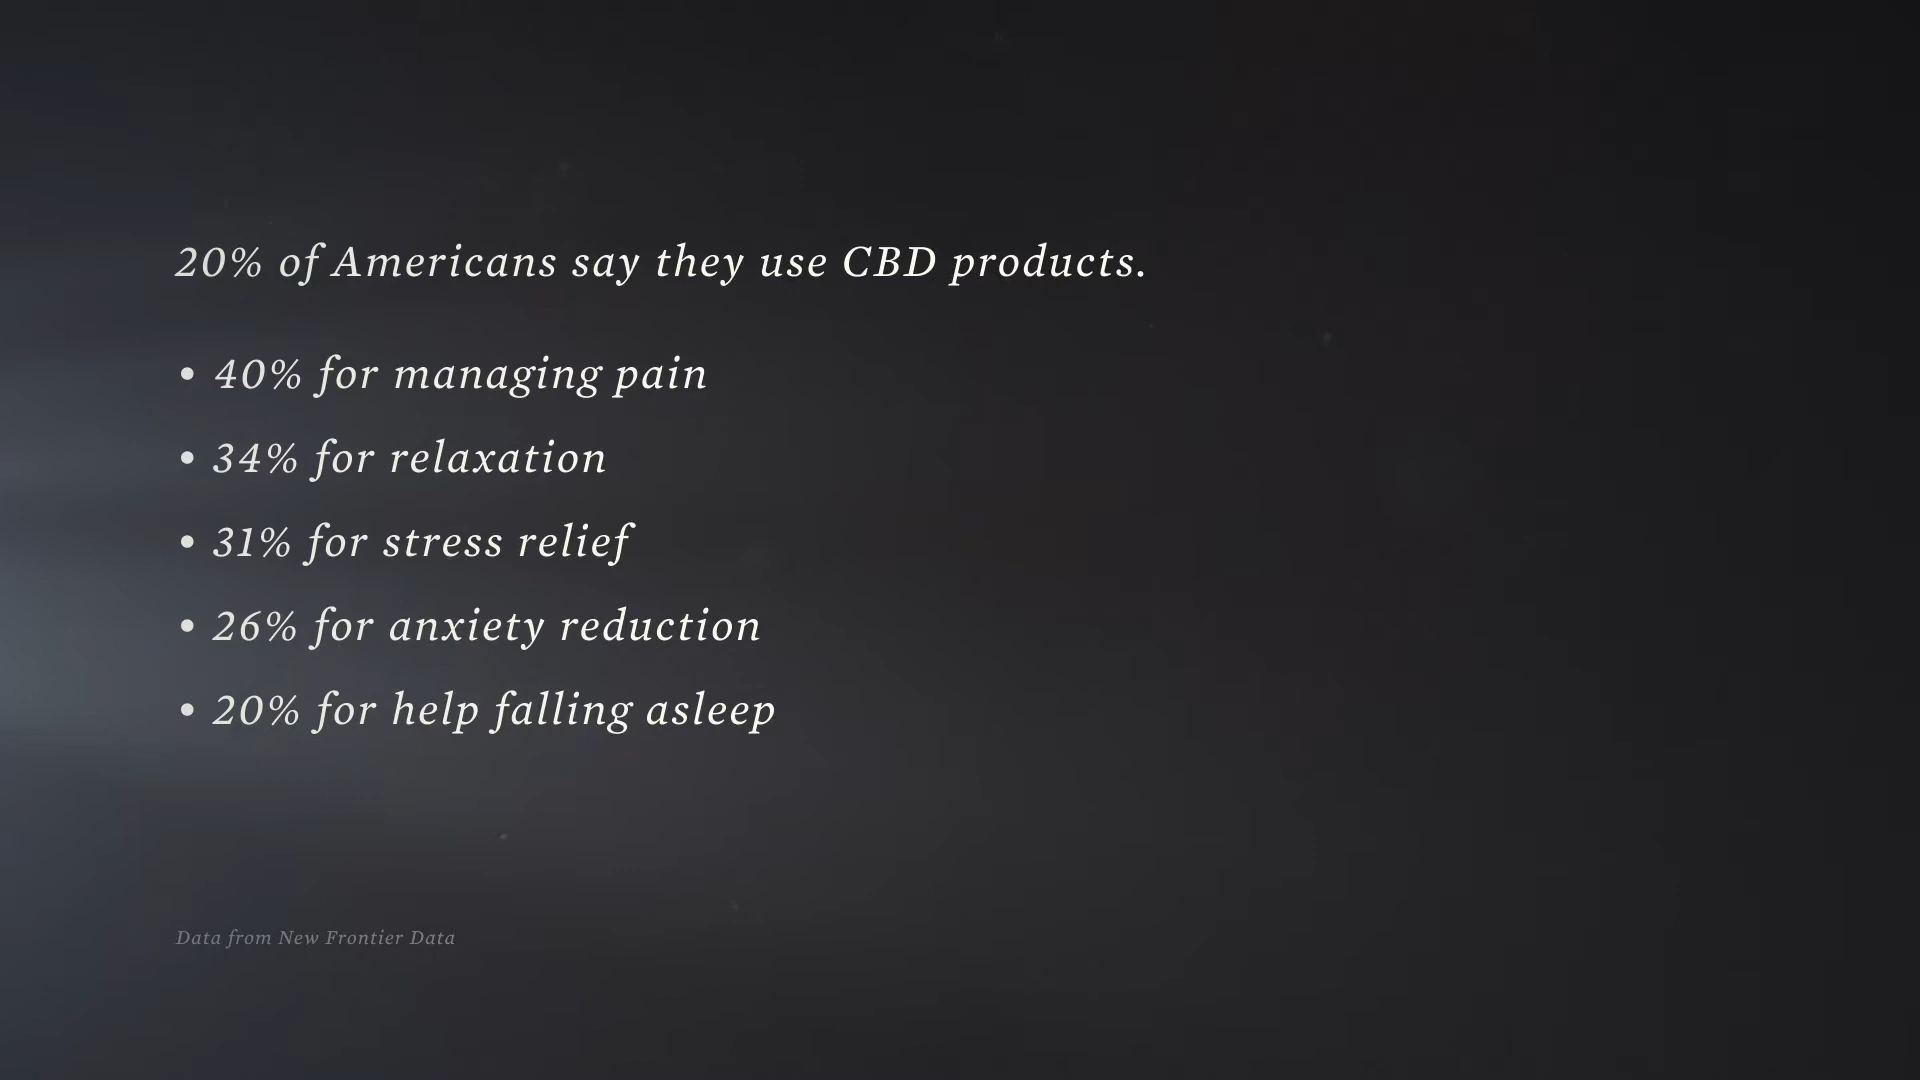 20% of Americans say they use CBD products.
• 40% for managing pain
• 34% for relaxation
• 31% for stress relief
• 26% for anxiety reduction
• 20% for help falling asleep
Data from New Frontier Data